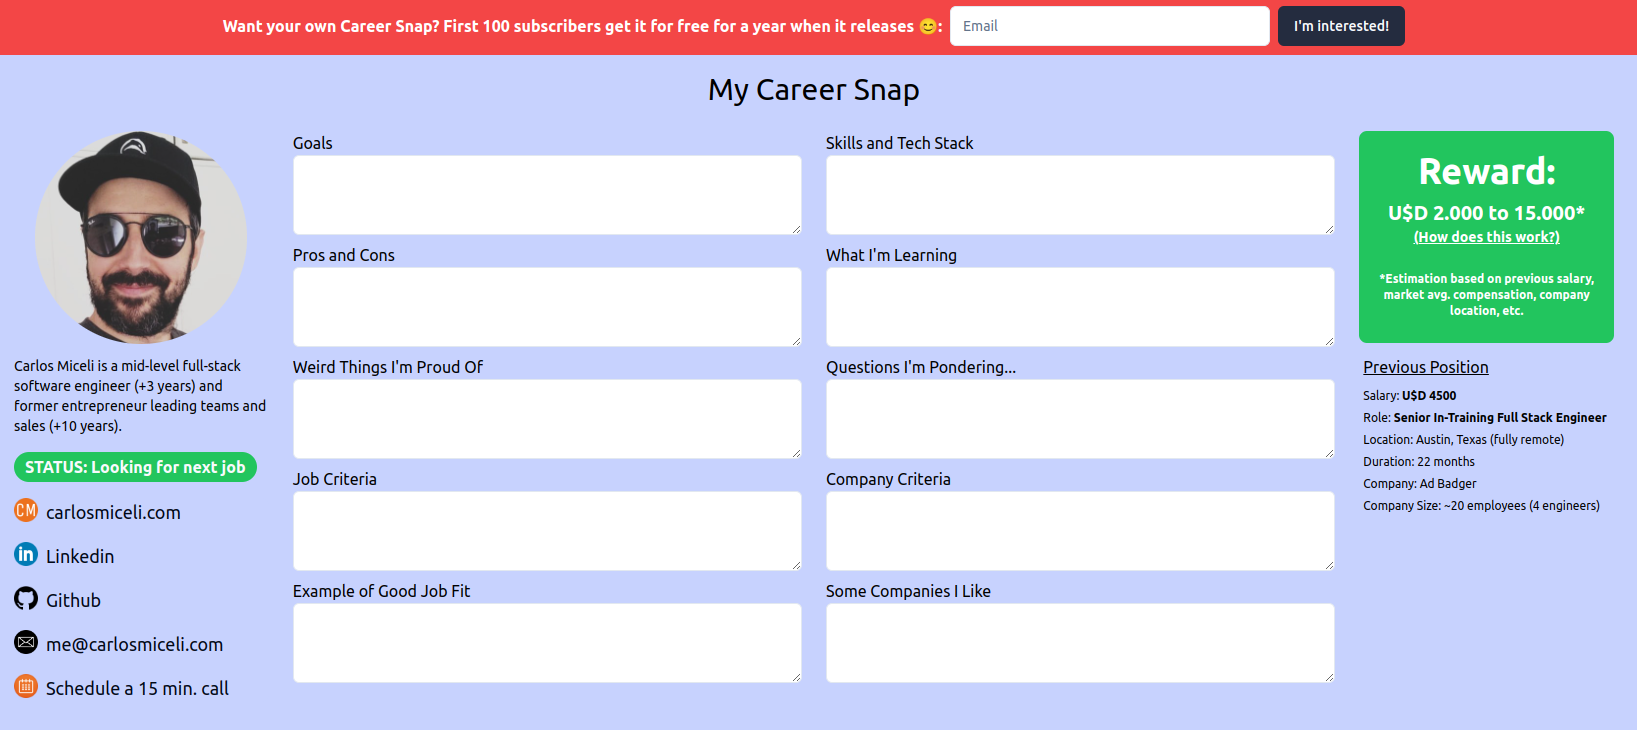 Want your own Career Snap? First 100 subscribers get it for free for a year when it releases 😊:
Email
I'm interested!
My Career Snap
Carlos Miceli is a mid-level full-stack
software engineer (+3 years) and
former entrepreneur leading teams and
sales (+10 years).
STATUS: Looking for next job
CM carlosmiceli.com
in Linkedin
Github
me@carlosmiceli.com
Schedule a 15 min. call
Goals
Pros and Cons
Weird Things I'm Proud Of
Job Criteria
Example of Good Job Fit
Skills and Tech Stack
What I'm Learning
Questions I'm Pondering...
Company Criteria
Some Companies I Like
Reward:
U$D 2.000 to 15.000*
(How does this work?)
*Estimation based on previous salary,
market avg. compensation, company
location, etc.
Previous Position
Salary: U$D 4500
Role: Senior In-Training Full Stack Engineer
Location: Austin, Texas (fully remote)
Duration: 22 months
Company: Ad Badger
Company Size: ~20 employees (4 engineers)